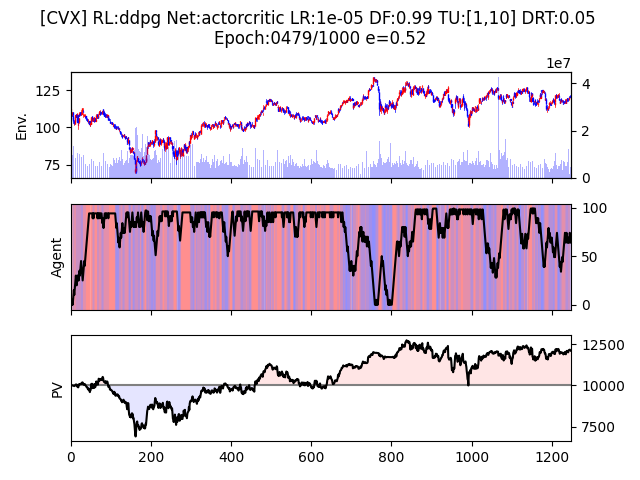 [CVX] RL:ddpg Net:actorcritic LR:1e-05 DF:0.99 TU:[1,10] DRT:0.05
Epoch:0479/1000 e=0.52
1e7
Env.
125
100
75
4
2
0
Agent
100
50
0
PV
12500
10000
7500
0 200 400 600 800 1000 1200